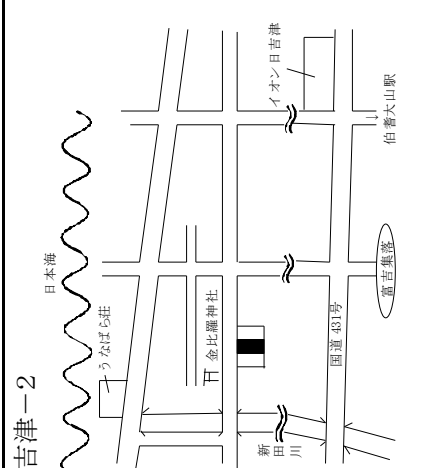 吉津－2
日本海
うなばら荘
金比羅神社
新田川
国道 431号
富吉集落
イオン日吉津
↓伯耆大山駅